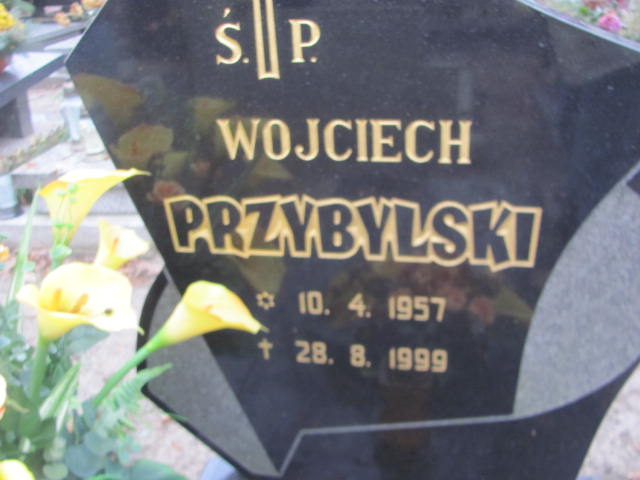 Ś. P.
WOJCIECH
PRZYBYLSKI
✡ 10. 4. 1957
† 28. 8. 1999